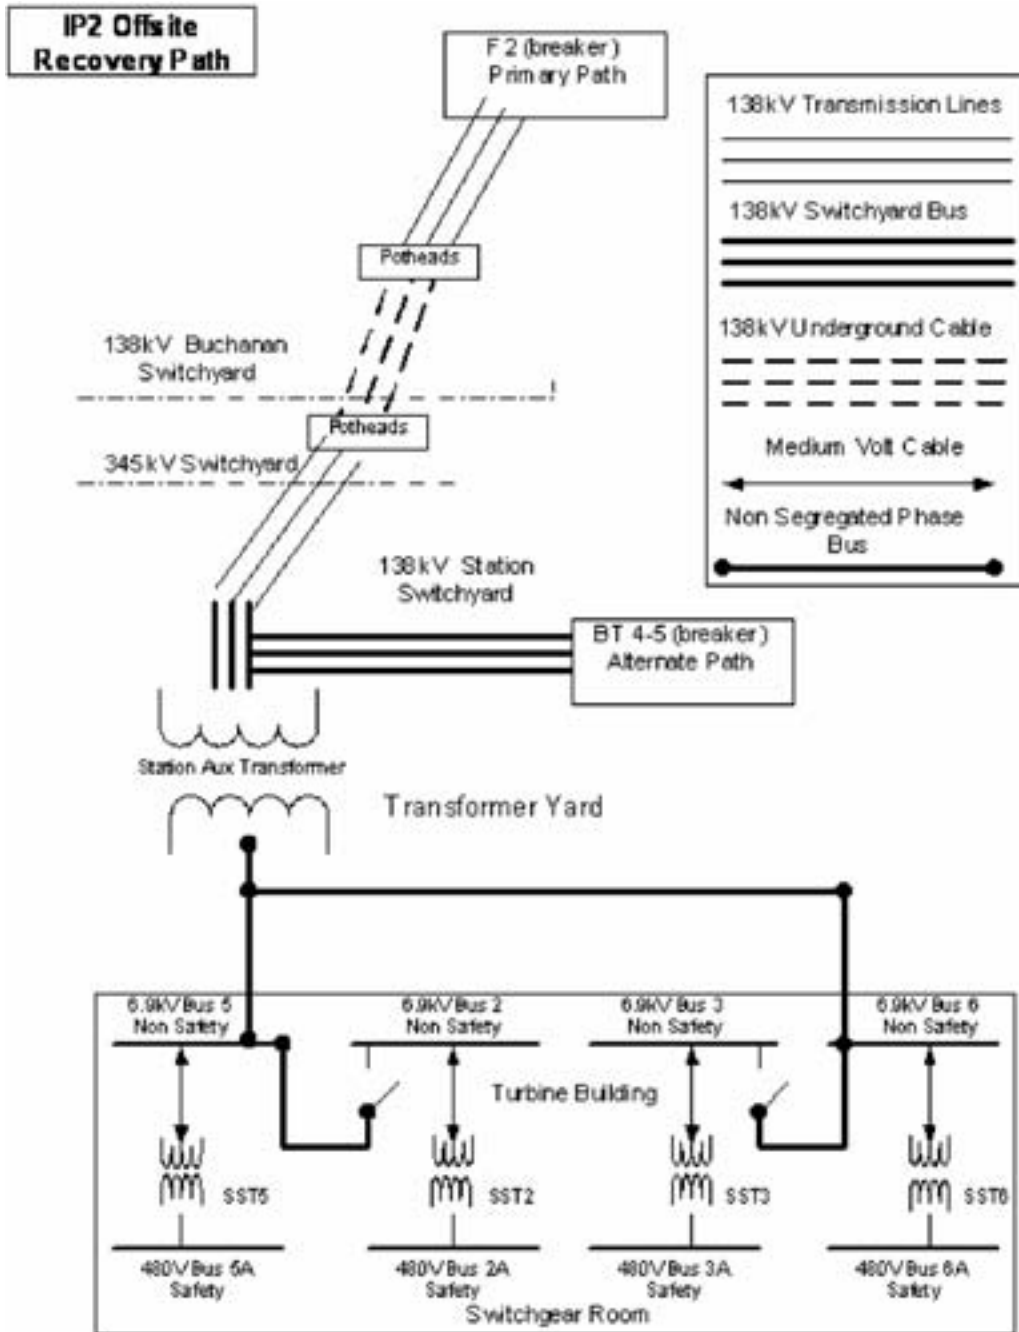 IP2 Offsite
Recovery Path
F2 (breaker)
Primary Path
138kV Transmission Lines
138kV Switchyard Bus
138kV Underground Cable
Medium Volt Cable
Non Segregated Phase
Bus
Potheads
138kV Buchanan
Switchyard
Potheads
345kV Switchyard
138kV Station
Switchyard
BT 4-5 (breaker)
Alternate Path
Station Aux Transformer
Transformer Yard
6.9kV Bus 5
Non Safety
6.9kV Bus 2
Non Safety
6.9kV Bus 3
Non Safety
6.9kV Bus 6
Non Safety
Turbine Building
SST5
SST2
SST3
SST6
480V Bus 5A
Safety
480V Bus 2A
Safety
480V Bus 3A
Safety
480V Bus 6A
Safety
Switchgear Room